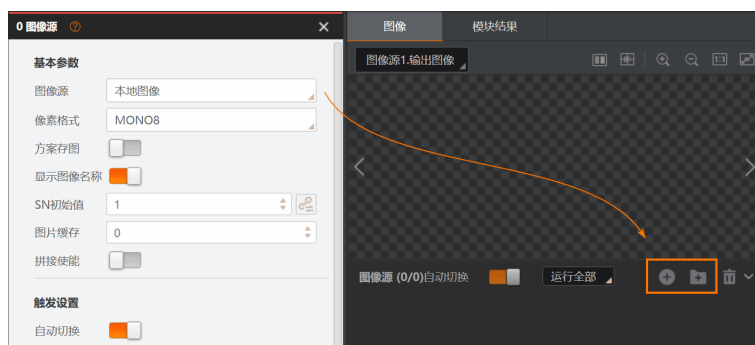 0 图像源
基本参数
图像源 本地图像
像素格式 MONO8
方案存图
显示图像名称
SN初始值 1
图片缓存 0
拼接使能
触发设置
自动切换
图像 模块结果
图像源1.输出图像 1:1
图像源 (0/0)自动切换 运行全部